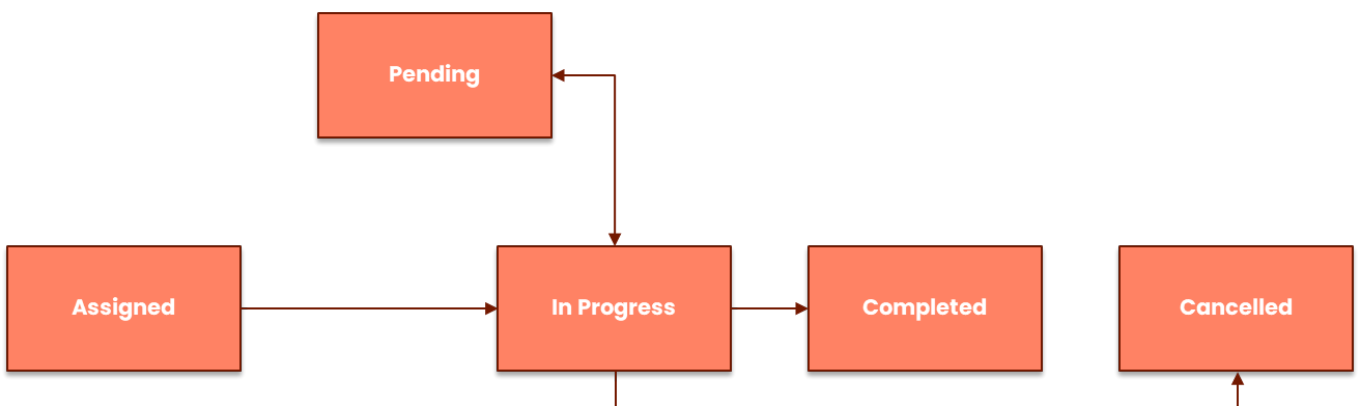 Pending
Assigned
In Progress
Completed
Cancelled